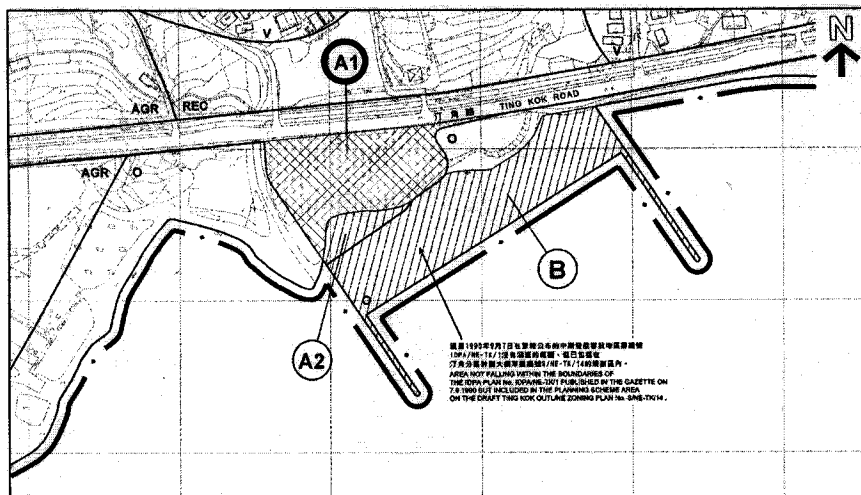 V
N
A1
V
AGR
REC
汀角路
TING KOK ROAD
O
AGR
O
B
O
A2
AREA NOT FALLING WITHIN THE BOUNDARIES OF
THE IDPA PLAN No. IDPA/NE-TK/1 PUBLISHED IN THE GAZETTE ON
7.9.1990 BUT INCLUDED IN THE PLANNING SCHEME AREA
ON THE DRAFT TING KOK OUTLINE ZONING PLAN No. S/NE-TK/14 .